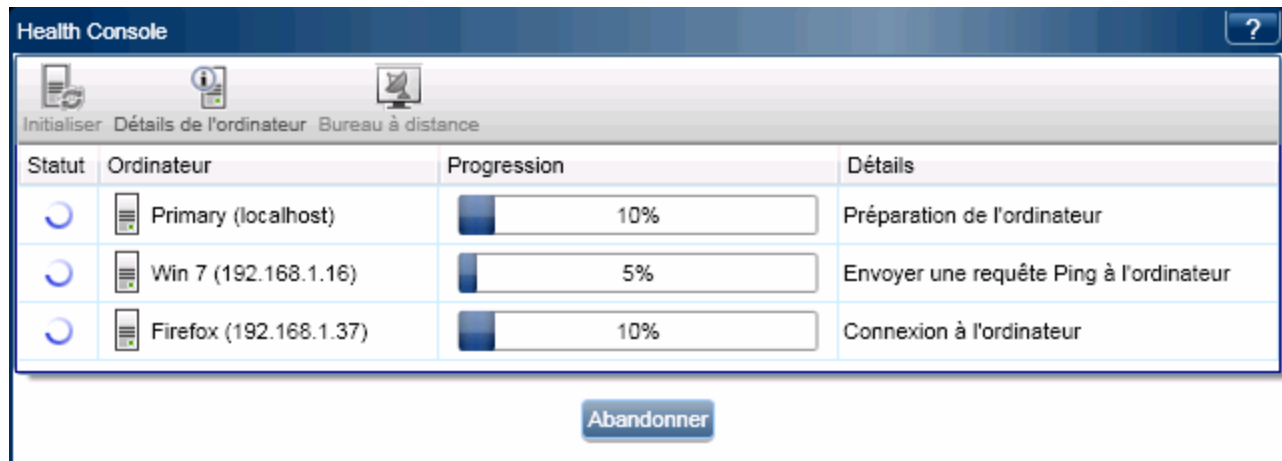 Health Console
?
Initialiser Détails de l'ordinateur Bureau à distance
Statut Ordinateur Progression Détails
Primary (localhost) 10% Préparation de l'ordinateur
Win 7 (192.168.1.16) 5% Envoyer une requête Ping à l'ordinateur
Firefox (192.168.1.37) 10% Connexion à l'ordinateur
Abandonner